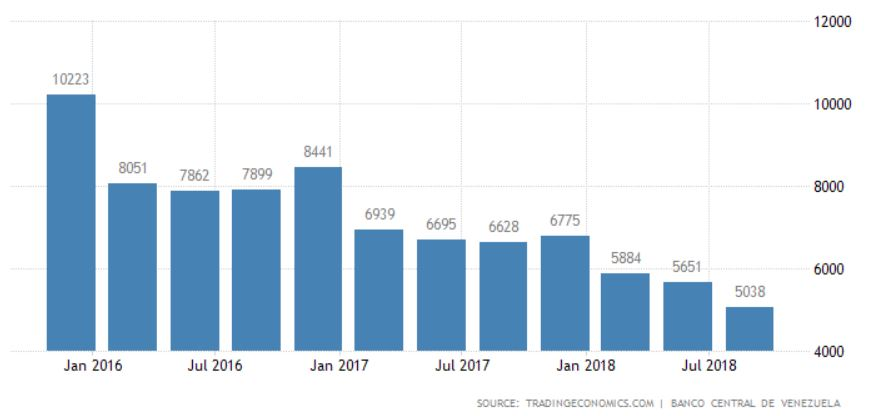 12000
10223
10000
8051
7862
7899
8441
8000
6939
6695
6628
6775
6000
5884
5651
5038
4000
Jan 2016
Jul 2016
Jan 2017
Jul 2017
Jan 2018
Jul 2018
SOURCE: TRADINGECONOMICS.COM | BANCO CENTRAL DE VENEZUELA